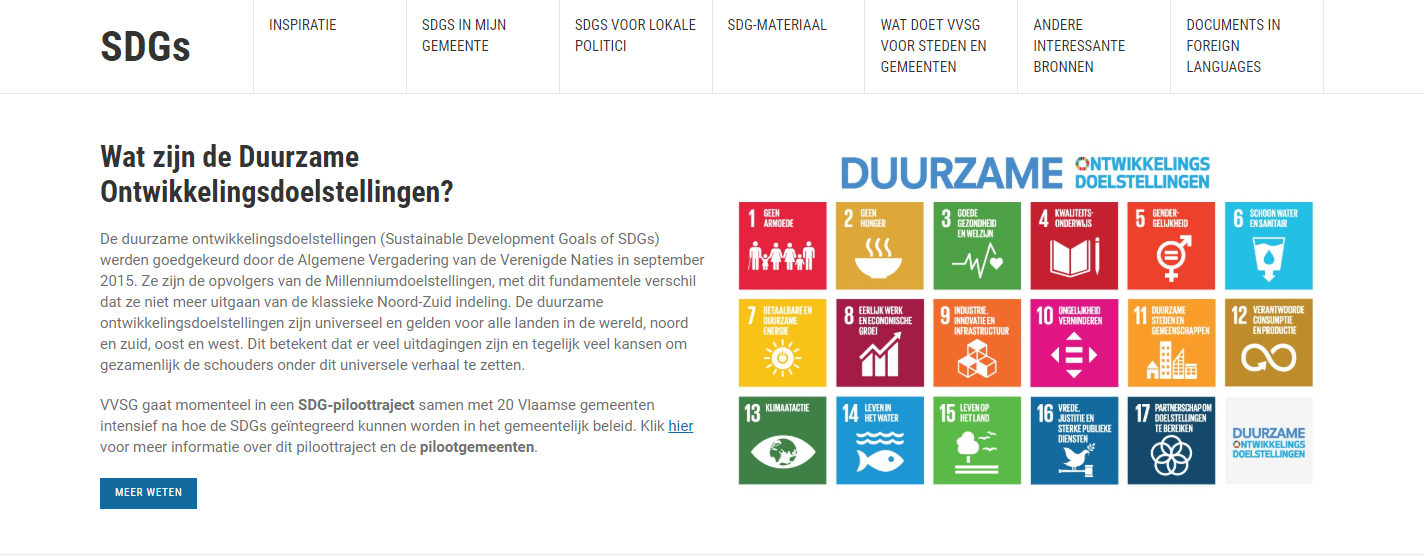 SDGs
INSPIRATIE
SDGS IN MIJN
GEMEENTE
SDGS VOOR LOKALE
POLITICI
SDG-MATERIAAL
WAT DOET VVSG
VOOR STEDEN EN
GEMEENTEN
ANDERE
INTERESSANTE
BRONNEN
DOCUMENTS IN
FOREIGN
LANGUAGES
Wat zijn de Duurzame
Ontwikkelingsdoelstellingen?
De duurzame ontwikkelingsdoelstellingen (Sustainable Development Goals of SDGs)
werden goedgekeurd door de Algemene Vergadering van de Verenigde Naties in september
2015. Ze zijn de opvolgers van de Millenniumdoelstellingen, met dit fundamentele verschil
dat ze niet meer uitgaan van de klassieke Noord-Zuid indeling. De duurzame
ontwikkelingsdoelstellingen zijn universeel en gelden voor alle landen in de wereld, noord
en zuid, oost en west. Dit betekent dat er veel uitdagingen zijn en tegelijk veel kansen om
gezamenlijk de schouders onder dit universele verhaal te zetten.
VVSG gaat momenteel in een SDG-piloottraject samen met 20 Vlaamse gemeenten
intensief na hoe de SDGs geïntegreerd kunnen worden in het gemeentelijk beleid. Klik hier
voor meer informatie over dit piloottraject en de pilootgemeenten.
MEER WETEN
DUURZAME
ONTWIKKELINGS
DOELSTELLINGEN
1 GEEN
ARMOEDE
2 GEEN
HONGER
3 GOEDE
GEZONDHEID
EN WELZIJN
4 KWALITEITS-
ONDERWIJS
5 GENDER-
GELIJKHEID
6 SCHOON WATER
EN SANITAIR
7 BETAALBARE EN
DUURZAME
ENERGIE
8 EERLIJK WERK
EN ECONOMISCHE
GROEI
9 INDUSTRIE,
INNOVATIE EN
INFRASTRUCTUUR
10 ONGELIJKHEID
VERMINDEREN
11 DUURZAME
STEDEN EN
GEMEENSCHAPPEN
12 VERANTWOORDE
CONSUMPTIE
EN PRODUCTIE
13 KLIMAATACTIE
14 LEVEN IN
HET WATER
15 LEVEN OP
HET LAND
16 VREDE,
JUSTITIE EN
STERKE PUBLIEKE
DIENSTEN
17 PARTNERSCHAP OM
DOELSTELLINGEN
TE BEREIKEN
DUURZAME
ONTWIKKELINGS
DOELSTELLINGEN